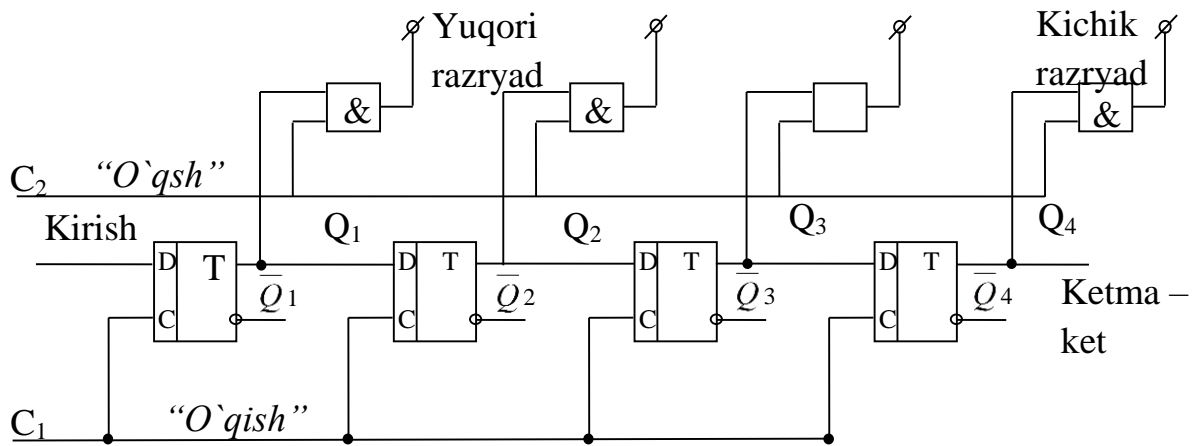 Yuqori
razryad
Kichik
razryad
& & &
C₂ “O`qsh”
Kirish Q₁ Q₂ Q₃ Q₄
D T D T D T D T
Q̅ 1 Q̅ 2 Q̅ 3 Q̅ 4
C C C C
Ketma –
ket
C₁ “O`qish”